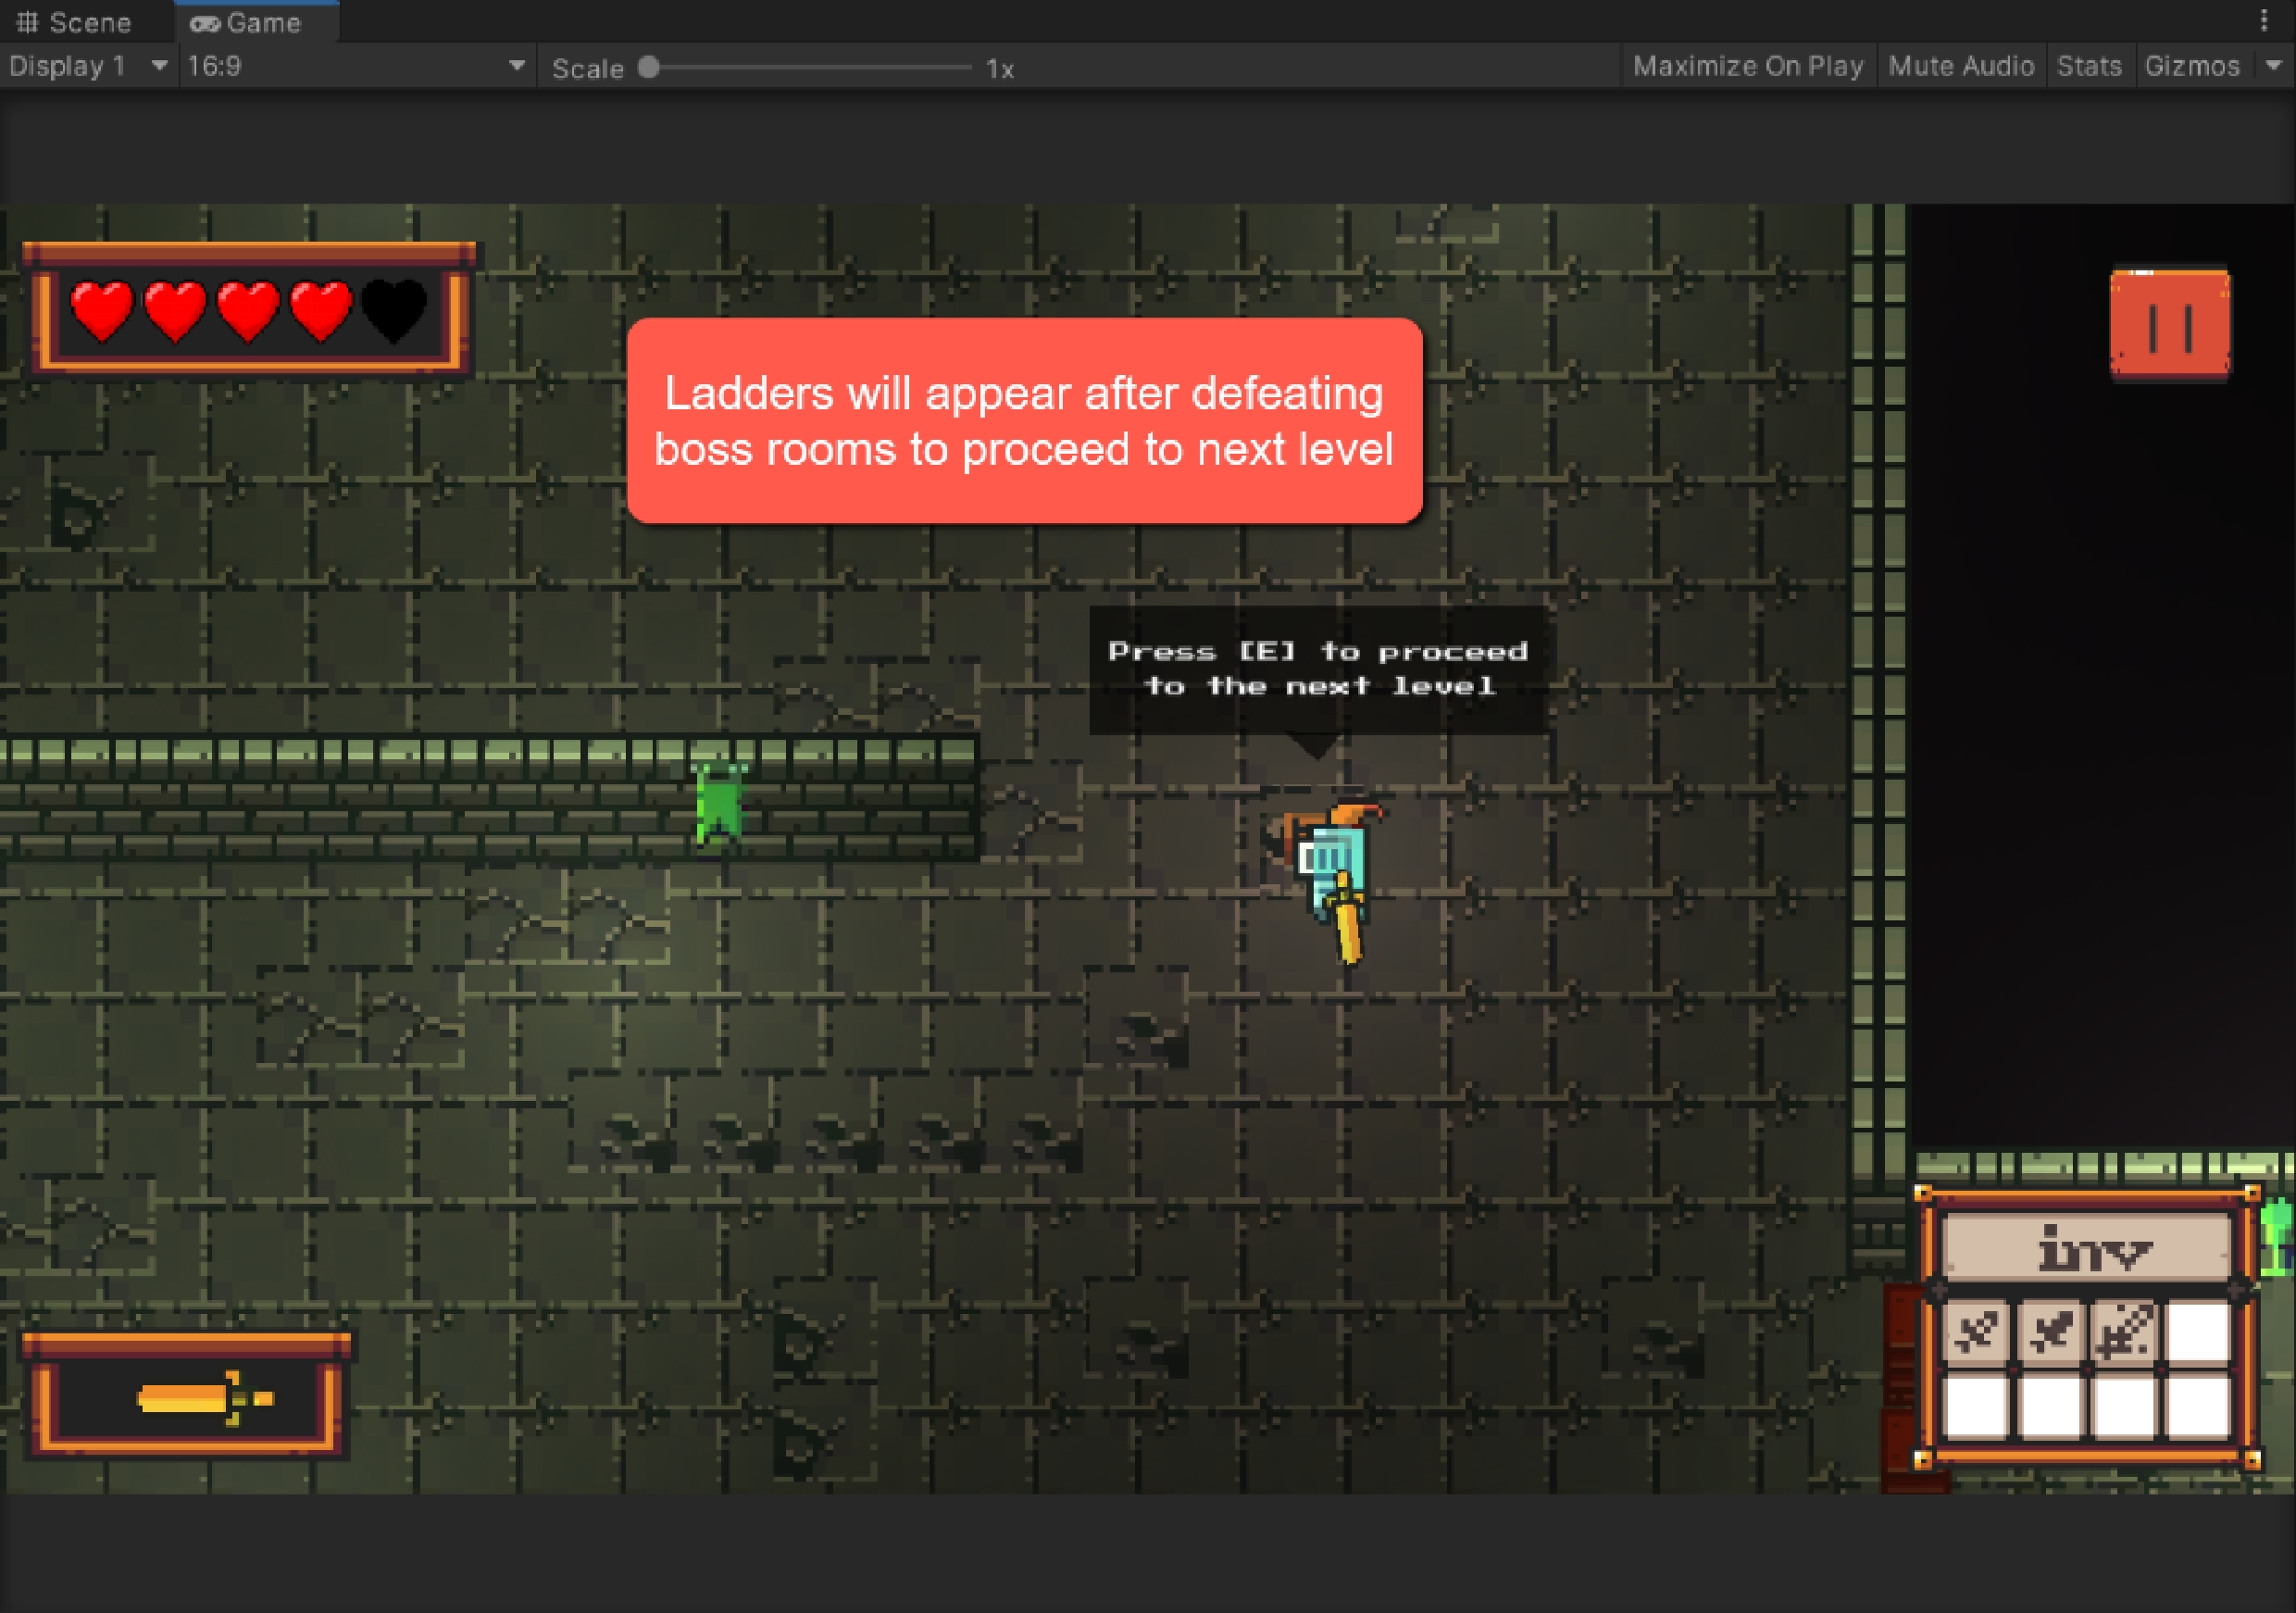 Scene
Game
Display 1
16:9
Scale
1x
Maximize On Play
Mute Audio
Stats
Gizmos
Ladders will appear after defeating
boss rooms to proceed to next level
Press [E] to proceed
to the next level
inv